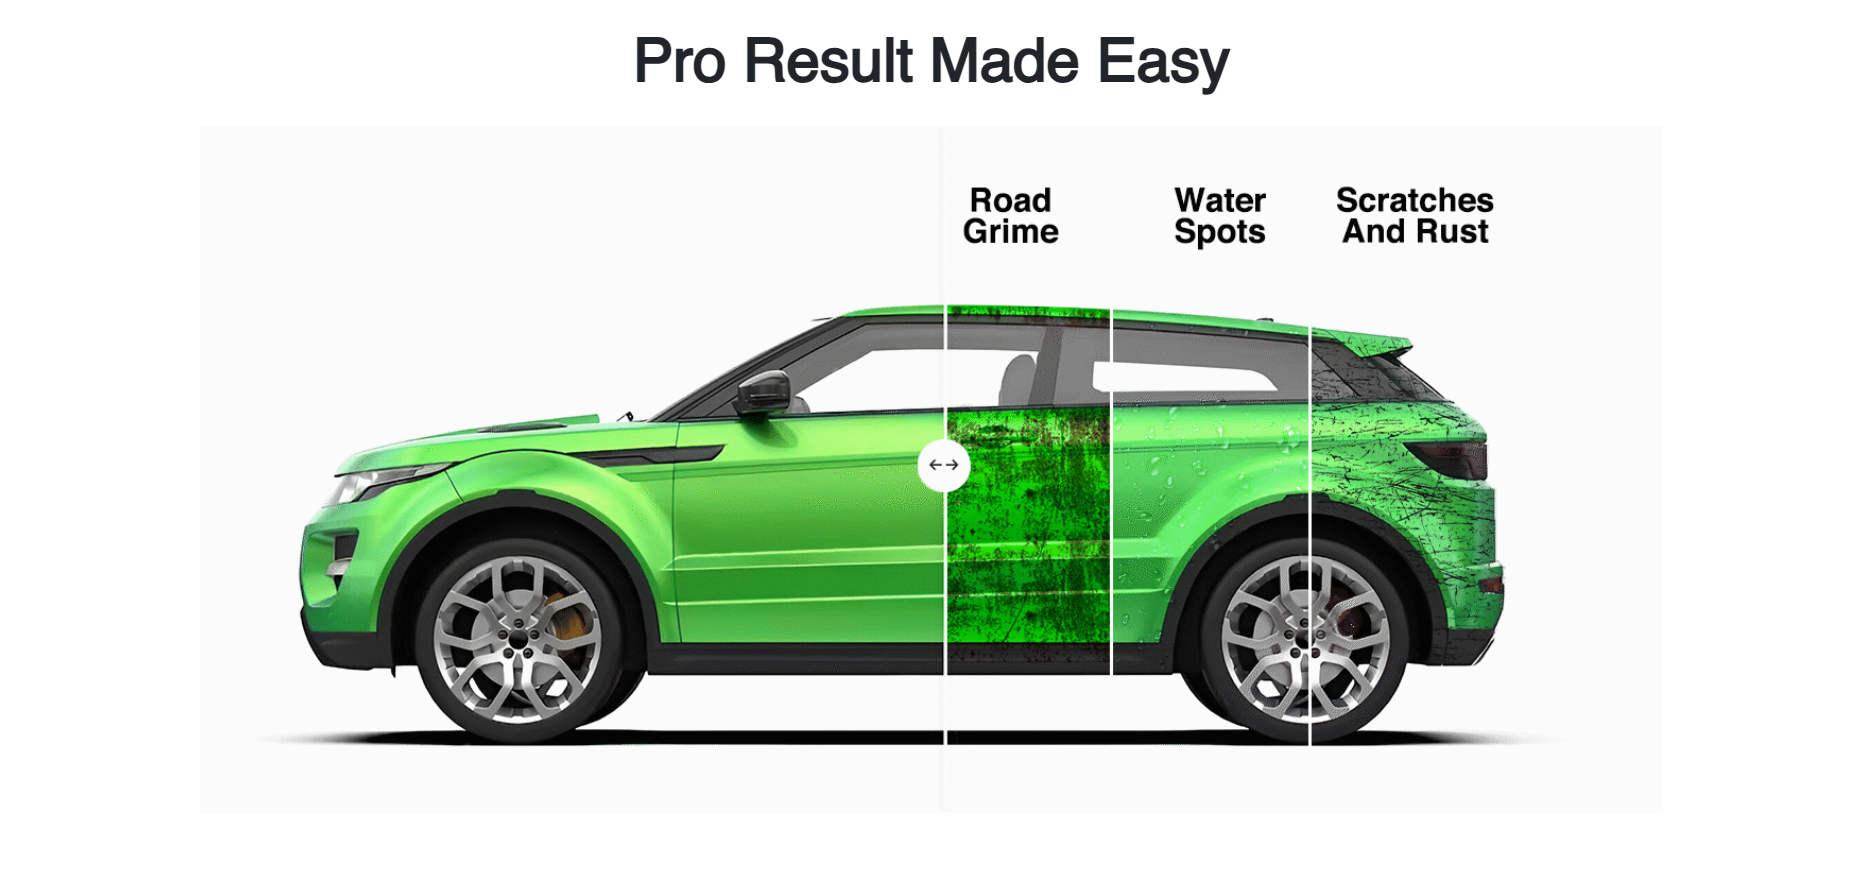 Pro Result Made Easy
Road
Grime
Water
Spots
Scratches
And Rust